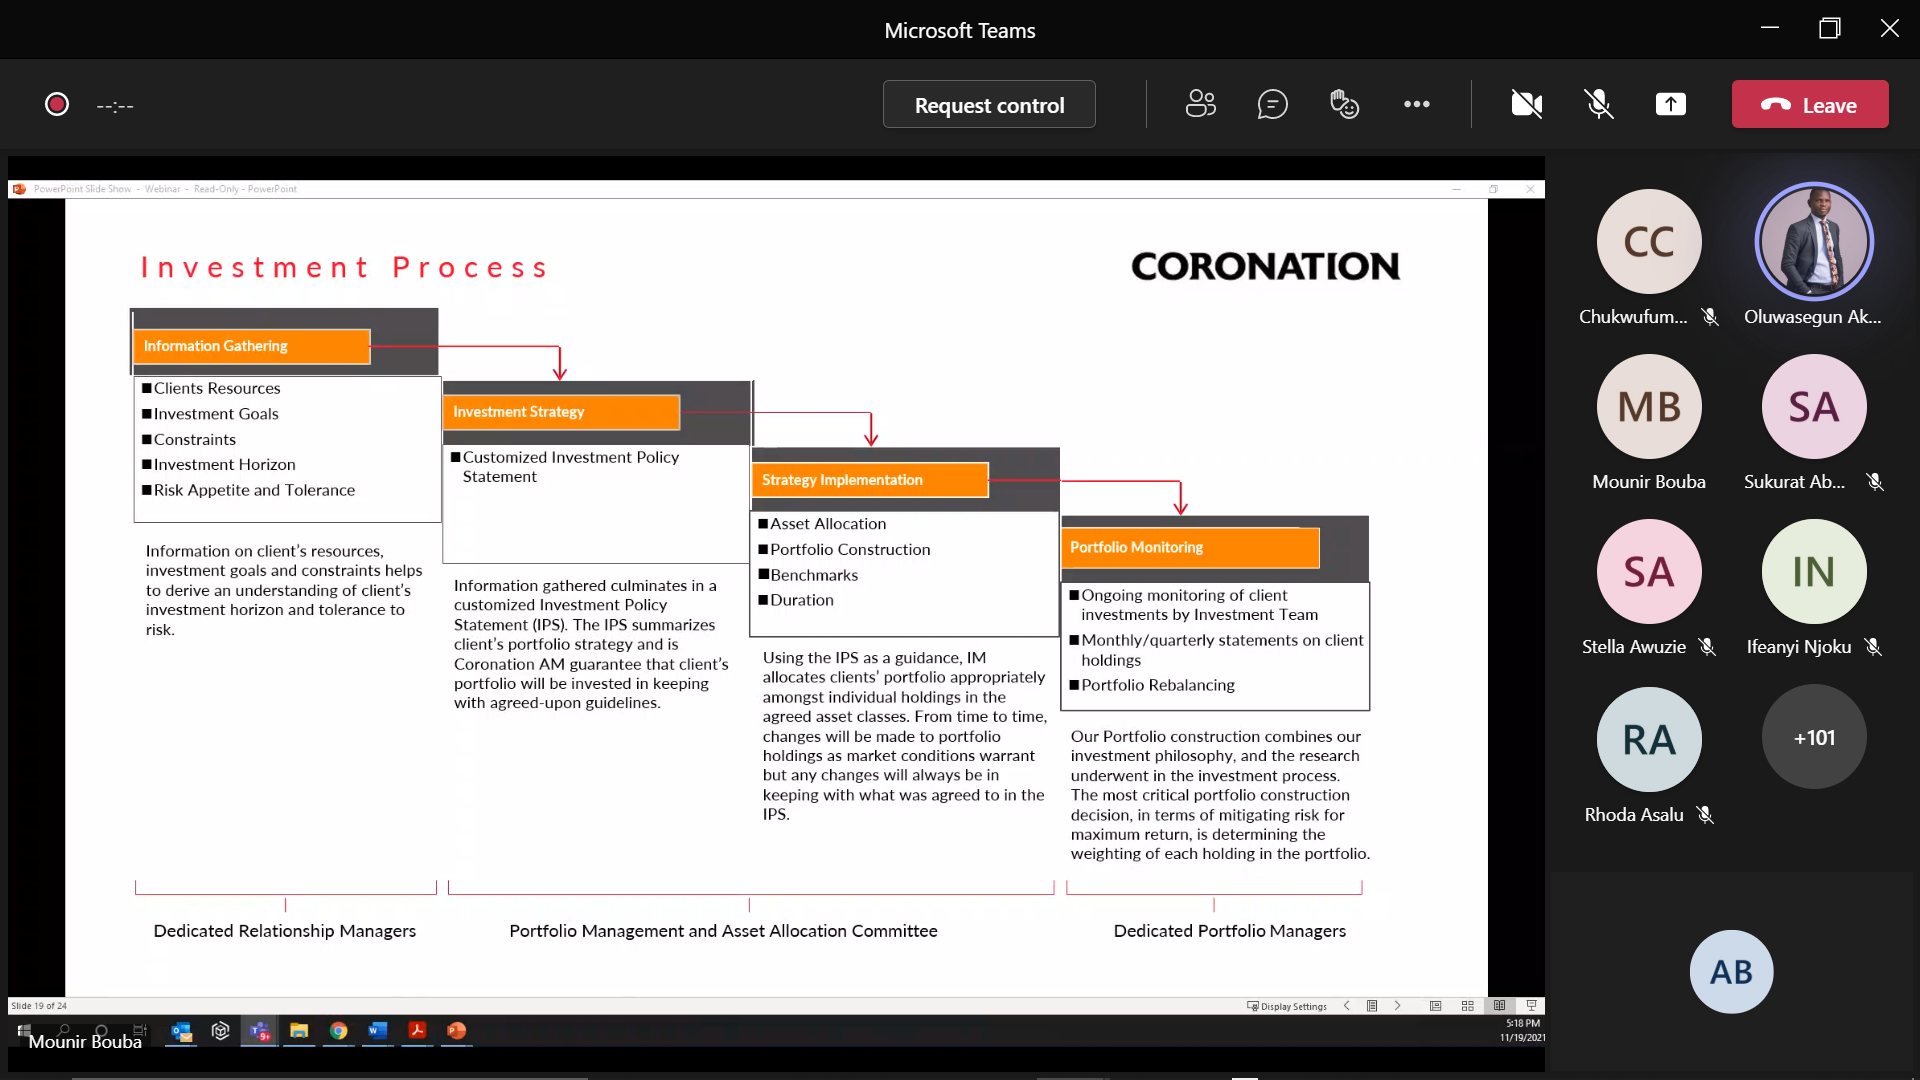 Microsoft Teams
--:--
Request control
Leave
PowerPoint Slide Show - Webinar - Read-Only - PowerPoint
Investment Process
CORONATION
Information Gathering
■Clients Resources
■Investment Goals
■Constraints
■Investment Horizon
■Risk Appetite and Tolerance
Information on client's resources,
investment goals and constraints helps
to derive an understanding of client's
investment horizon and tolerance to
risk.
Investment Strategy
■Customized Investment Policy
Statement
Information gathered culminates in a
customized Investment Policy
Statement (IPS). The IPS summarizes
client's portfolio strategy and is
Coronation AM guarantee that client's
portfolio will be invested in keeping
with agreed-upon guidelines.
Strategy Implementation
■Asset Allocation
■Portfolio Construction
■Benchmarks
■Duration
Using the IPS as a guidance, IM
allocates clients' portfolio appropriately
amongst individual holdings in the
agreed asset classes. From time to time,
changes will be made to portfolio
holdings as market conditions warrant
but any changes will always be in
keeping with what was agreed to in the
IPS.
Portfolio Monitoring
■Ongoing monitoring of client
investments by Investment Team
■Monthly/quarterly statements on client
holdings
■Portfolio Rebalancing
Our Portfolio construction combines our
investment philosophy, and the research
underwent in the investment process.
The most critical portfolio construction
decision, in terms of mitigating risk for
maximum return, is determining the
weighting of each holding in the portfolio.
Dedicated Relationship Managers
Portfolio Management and Asset Allocation Committee
Dedicated Portfolio Managers
Slide 19 of 24
Display Settings
5:18 PM
11/19/2021
Mounir Bouba
CC
Chukwufum...
Oluwasegun Ak...
MB
Mounir Bouba
SA
Sukurat Ab...
SA
Stella Awuzie
IN
Ifeanyi Njoku
RA
Rhoda Asalu
+101
AB